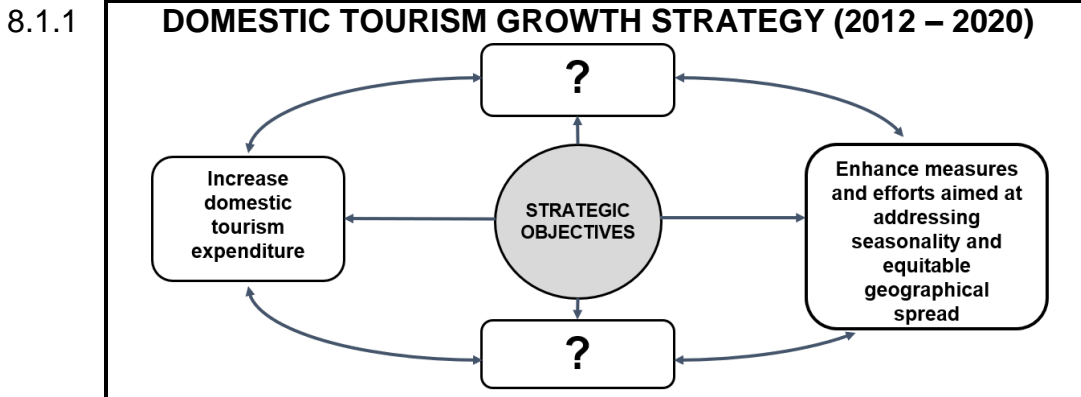 8.1.1 DOMESTIC TOURISM GROWTH STRATEGY (2012 – 2020)
?
Increase
domestic
tourism
expenditure
STRATEGIC
OBJECTIVES
Enhance measures
and efforts aimed at
addressing
seasonality and
equitable
geographical
spread
?